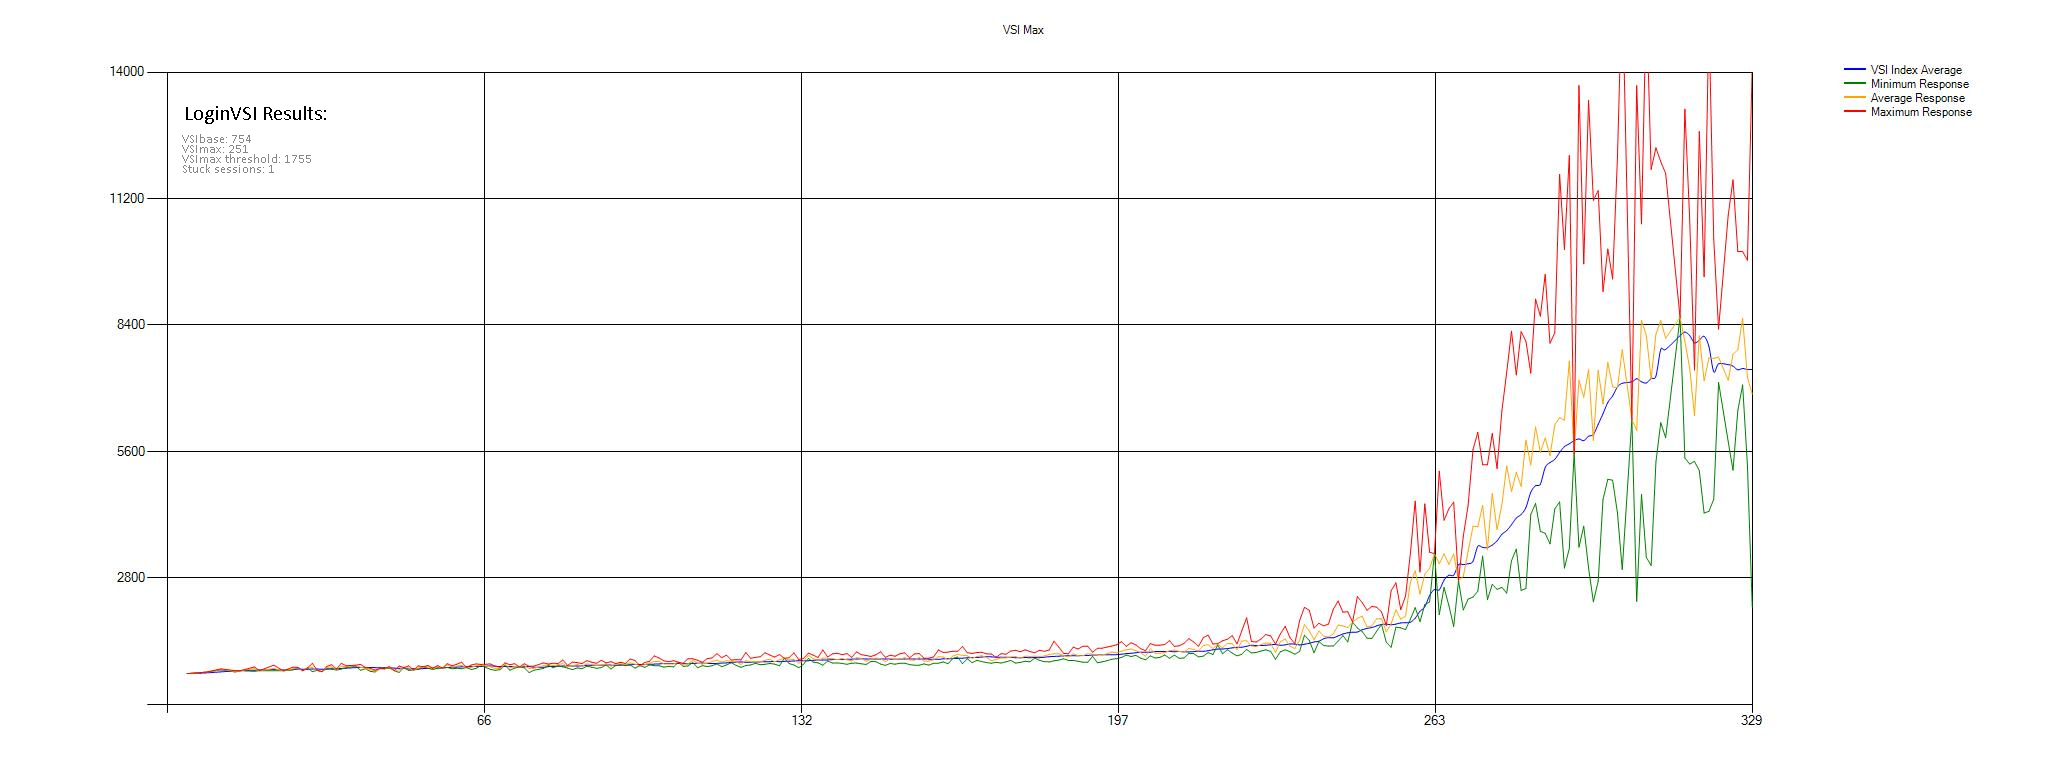 VSI Max
14000
11200
8400
5600
2800
LoginVSI Results:
VSIbase: 754
VSImax: 251
VSImax threshold: 1755
Stuck sessions: 1
66
132
197
263
329
VSI Index Average
Minimum Response
Average Response
Maximum Response